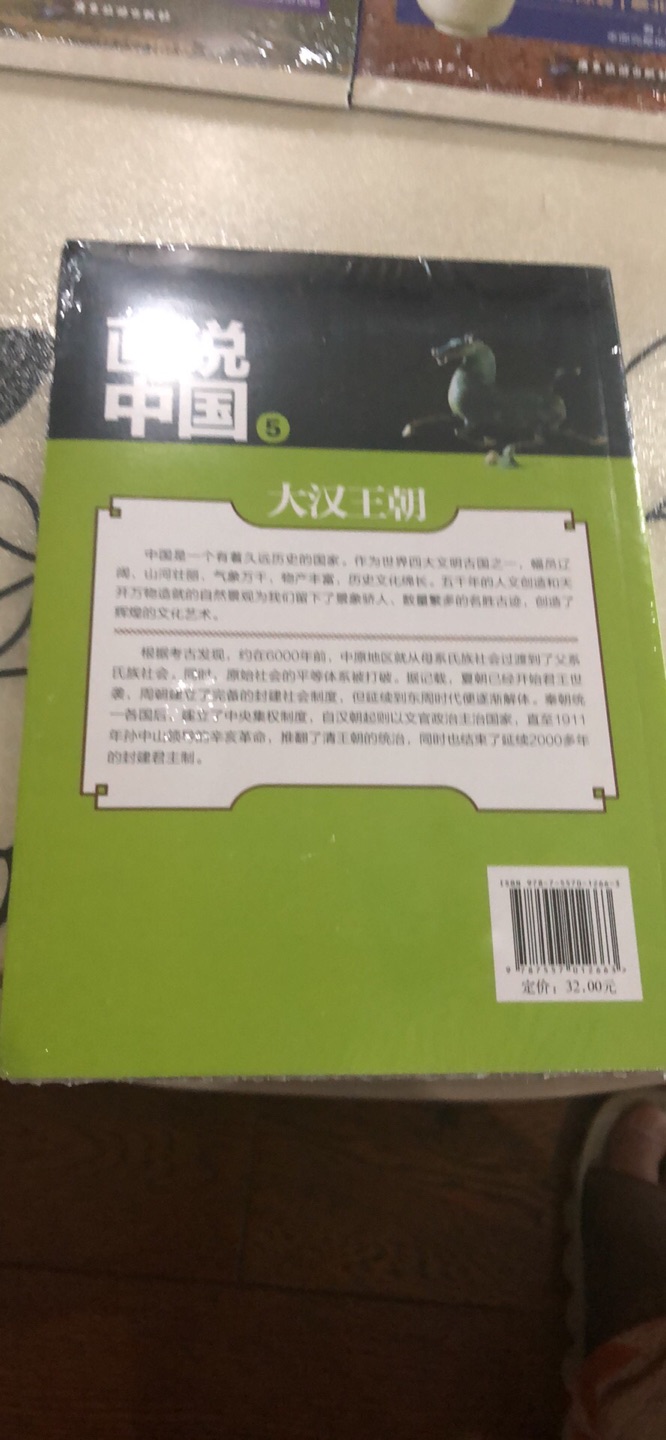 画说
中国
5
大汉王朝
中国是一个有着久远历史的国家。作为世界四大文明古国之一，幅员辽
阔、山河壮丽、气象万千，物产丰富，历史文化绵长。五千年的人文创造和天
开万物造就的自然景观为我们留下了景象骄人、数量繁多的名胜古迹，创造了
辉煌的文化艺术。
根据考古发现，约在6000年前，中原地区就从母系氏族社会过渡到了父系
氏族社会。同时，原始社会的平等体系被打破。据记载，夏朝已经开始君王世
袭，周朝建立了完备的封建社会制度，但延续到东周时代便逐渐解体。秦朝统
一各国后，建立了中央集权制度，自汉朝起则以文官政治主治国家，直至1911
年孙中山领导的辛亥革命，推翻了清王朝的统治，同时也结束了延续2000多年
的封建君主制。
ISBN 978-7-5570-1266-3
9 787557 012663 >
定价：32.00元